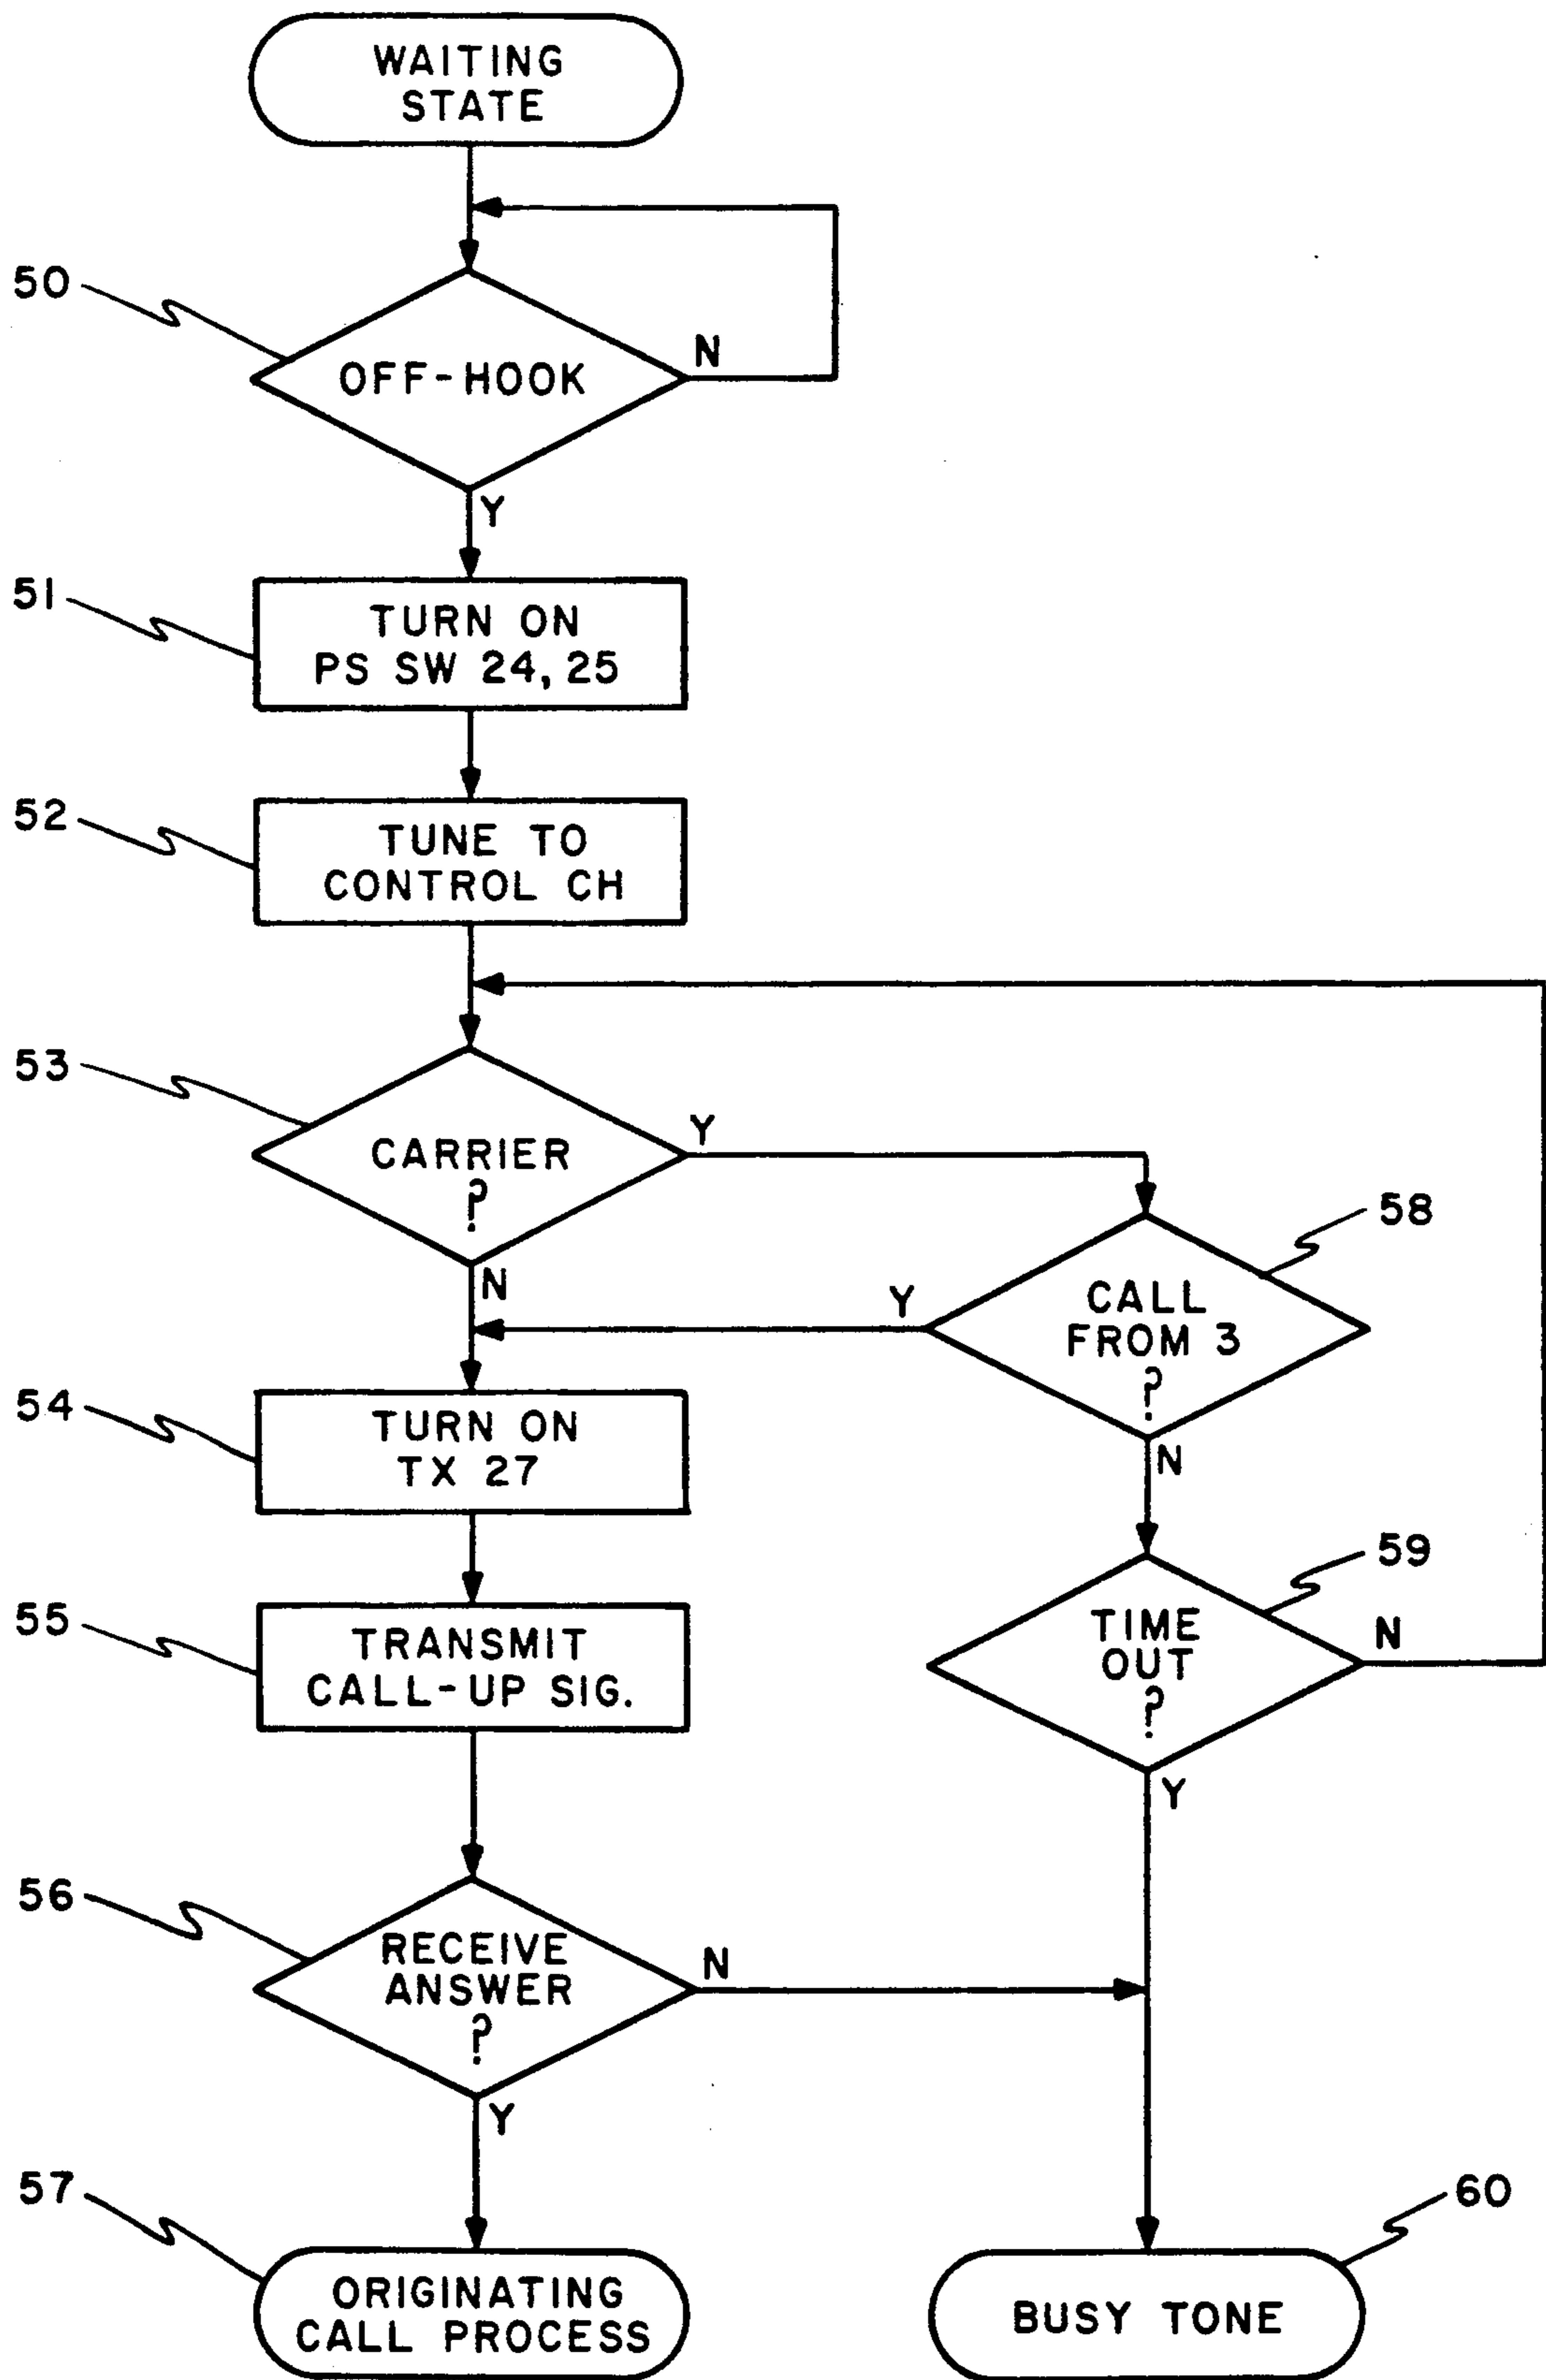 WAITING
STATE
50
OFF-HOOK
N
Y
51
TURN ON
PS SW 24, 25
52
TUNE TO
CONTROL CH
53
CARRIER
?
Y
N
58
CALL
FROM 3
?
Y
N
54
TURN ON
TX 27
59
TIME
OUT
?
N
Y
55
TRANSMIT
CALL-UP SIG.
56
RECEIVE
ANSWER
?
N
Y
57
ORIGINATING
CALL PROCESS
60
BUSY TONE